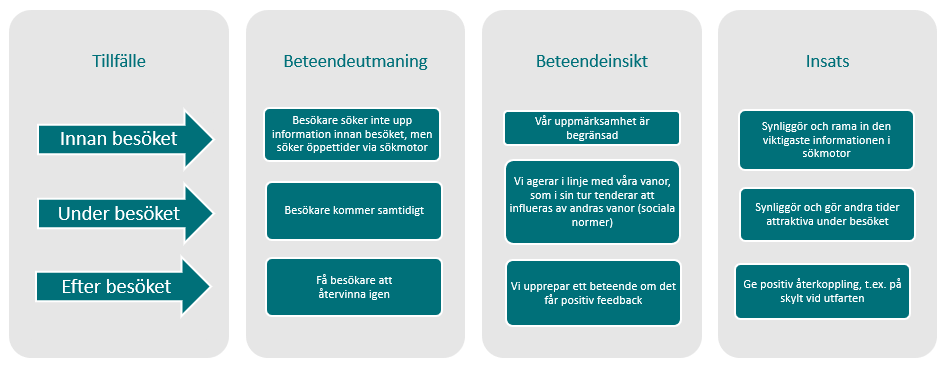 Tillfälle
Beteendeutmaning
Beteendeinsikt
Insats
Innan besöket
Besökare söker inte upp
information innan besöket, men
söker öppettider via sökmotor
Vår uppmärksamhet är
begränsad
Synliggör och rama in den
viktigaste informationen i
sökmotor
Under besöket
Besökare kommer samtidigt
Vi agerar i linje med våra vanor,
som i sin tur tenderar att
influeras av andras vanor (sociala
normer)
Synliggör och gör andra tider
attraktiva under besöket
Efter besöket
Få besökare att
återvinna igen
Vi upprepar ett beteende om det
får positiv feedback
Ge positiv återkoppling, t.ex. på
skylt vid utfarten